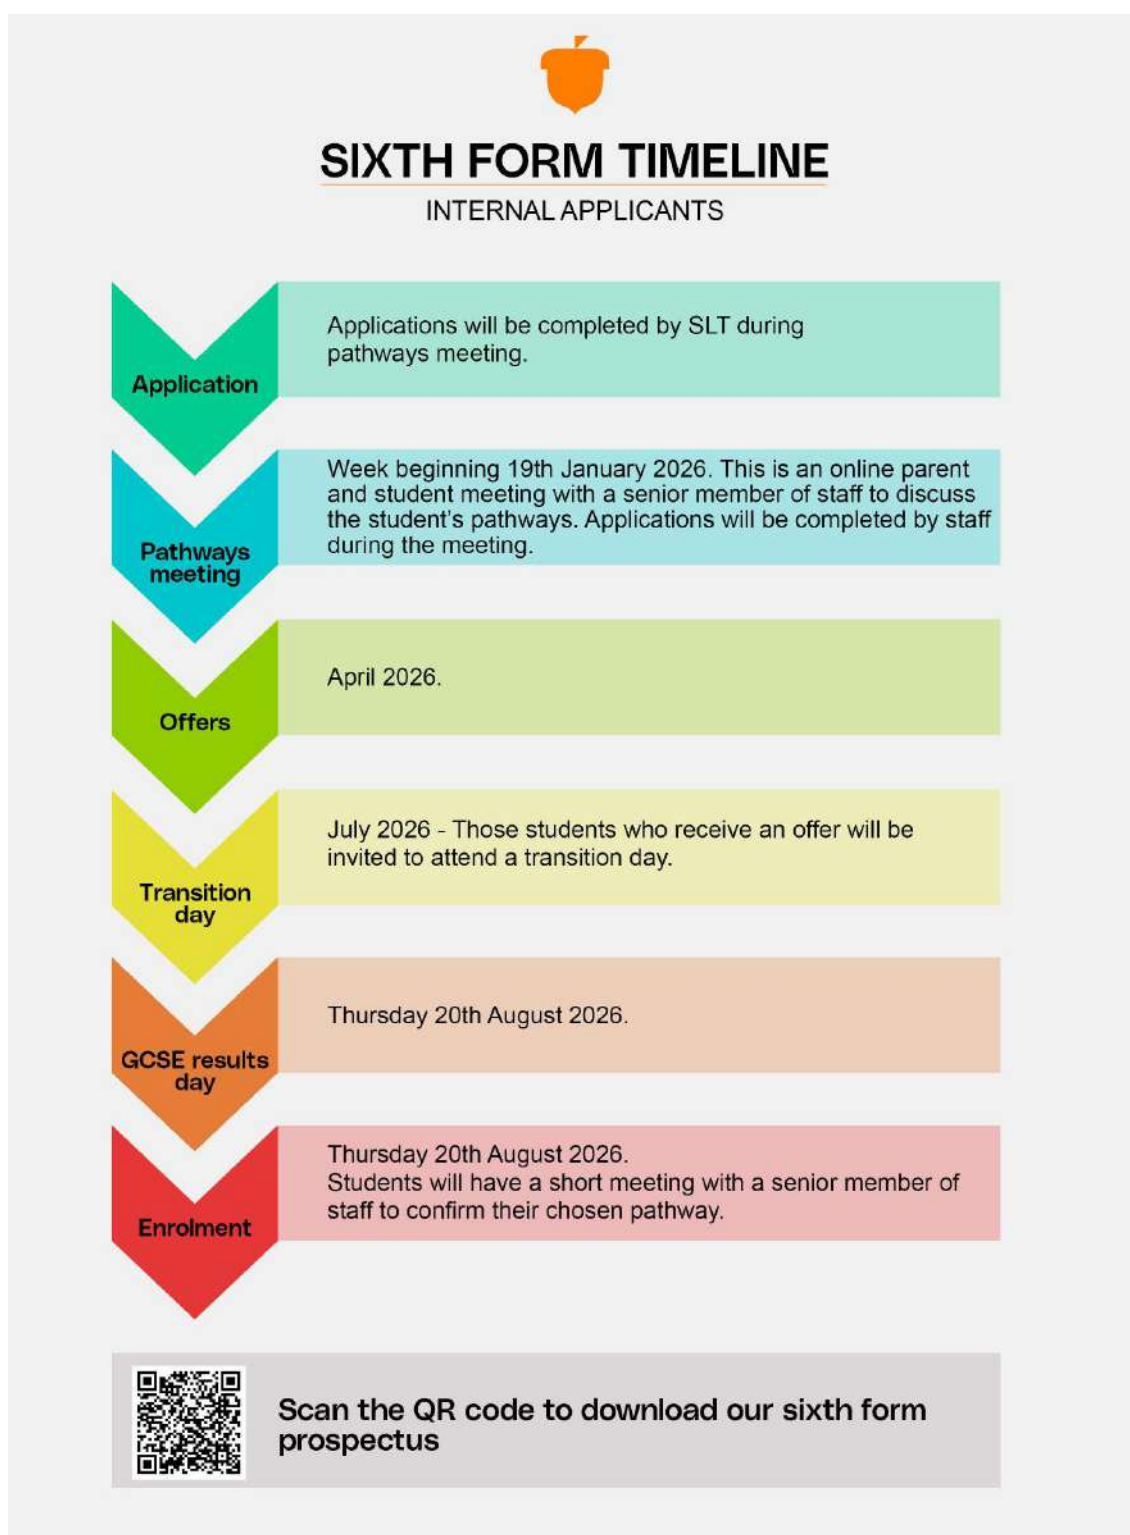 SIXTH FORM TIMELINE
INTERNAL APPLICANTS
Application
Applications will be completed by SLT during
pathways meeting.
Pathways
meeting
Week beginning 19th January 2026. This is an online parent
and student meeting with a senior member of staff to discuss
the student's pathways. Applications will be completed by staff
during the meeting.
Offers
April 2026.
Transition
day
July 2026 - Those students who receive an offer will be
invited to attend a transition day.
GCSE results
day
Thursday 20th August 2026.
Enrolment
Thursday 20th August 2026.
Students will have a short meeting with a senior member of
staff to confirm their chosen pathway.
Scan the QR code to download our sixth form
prospectus